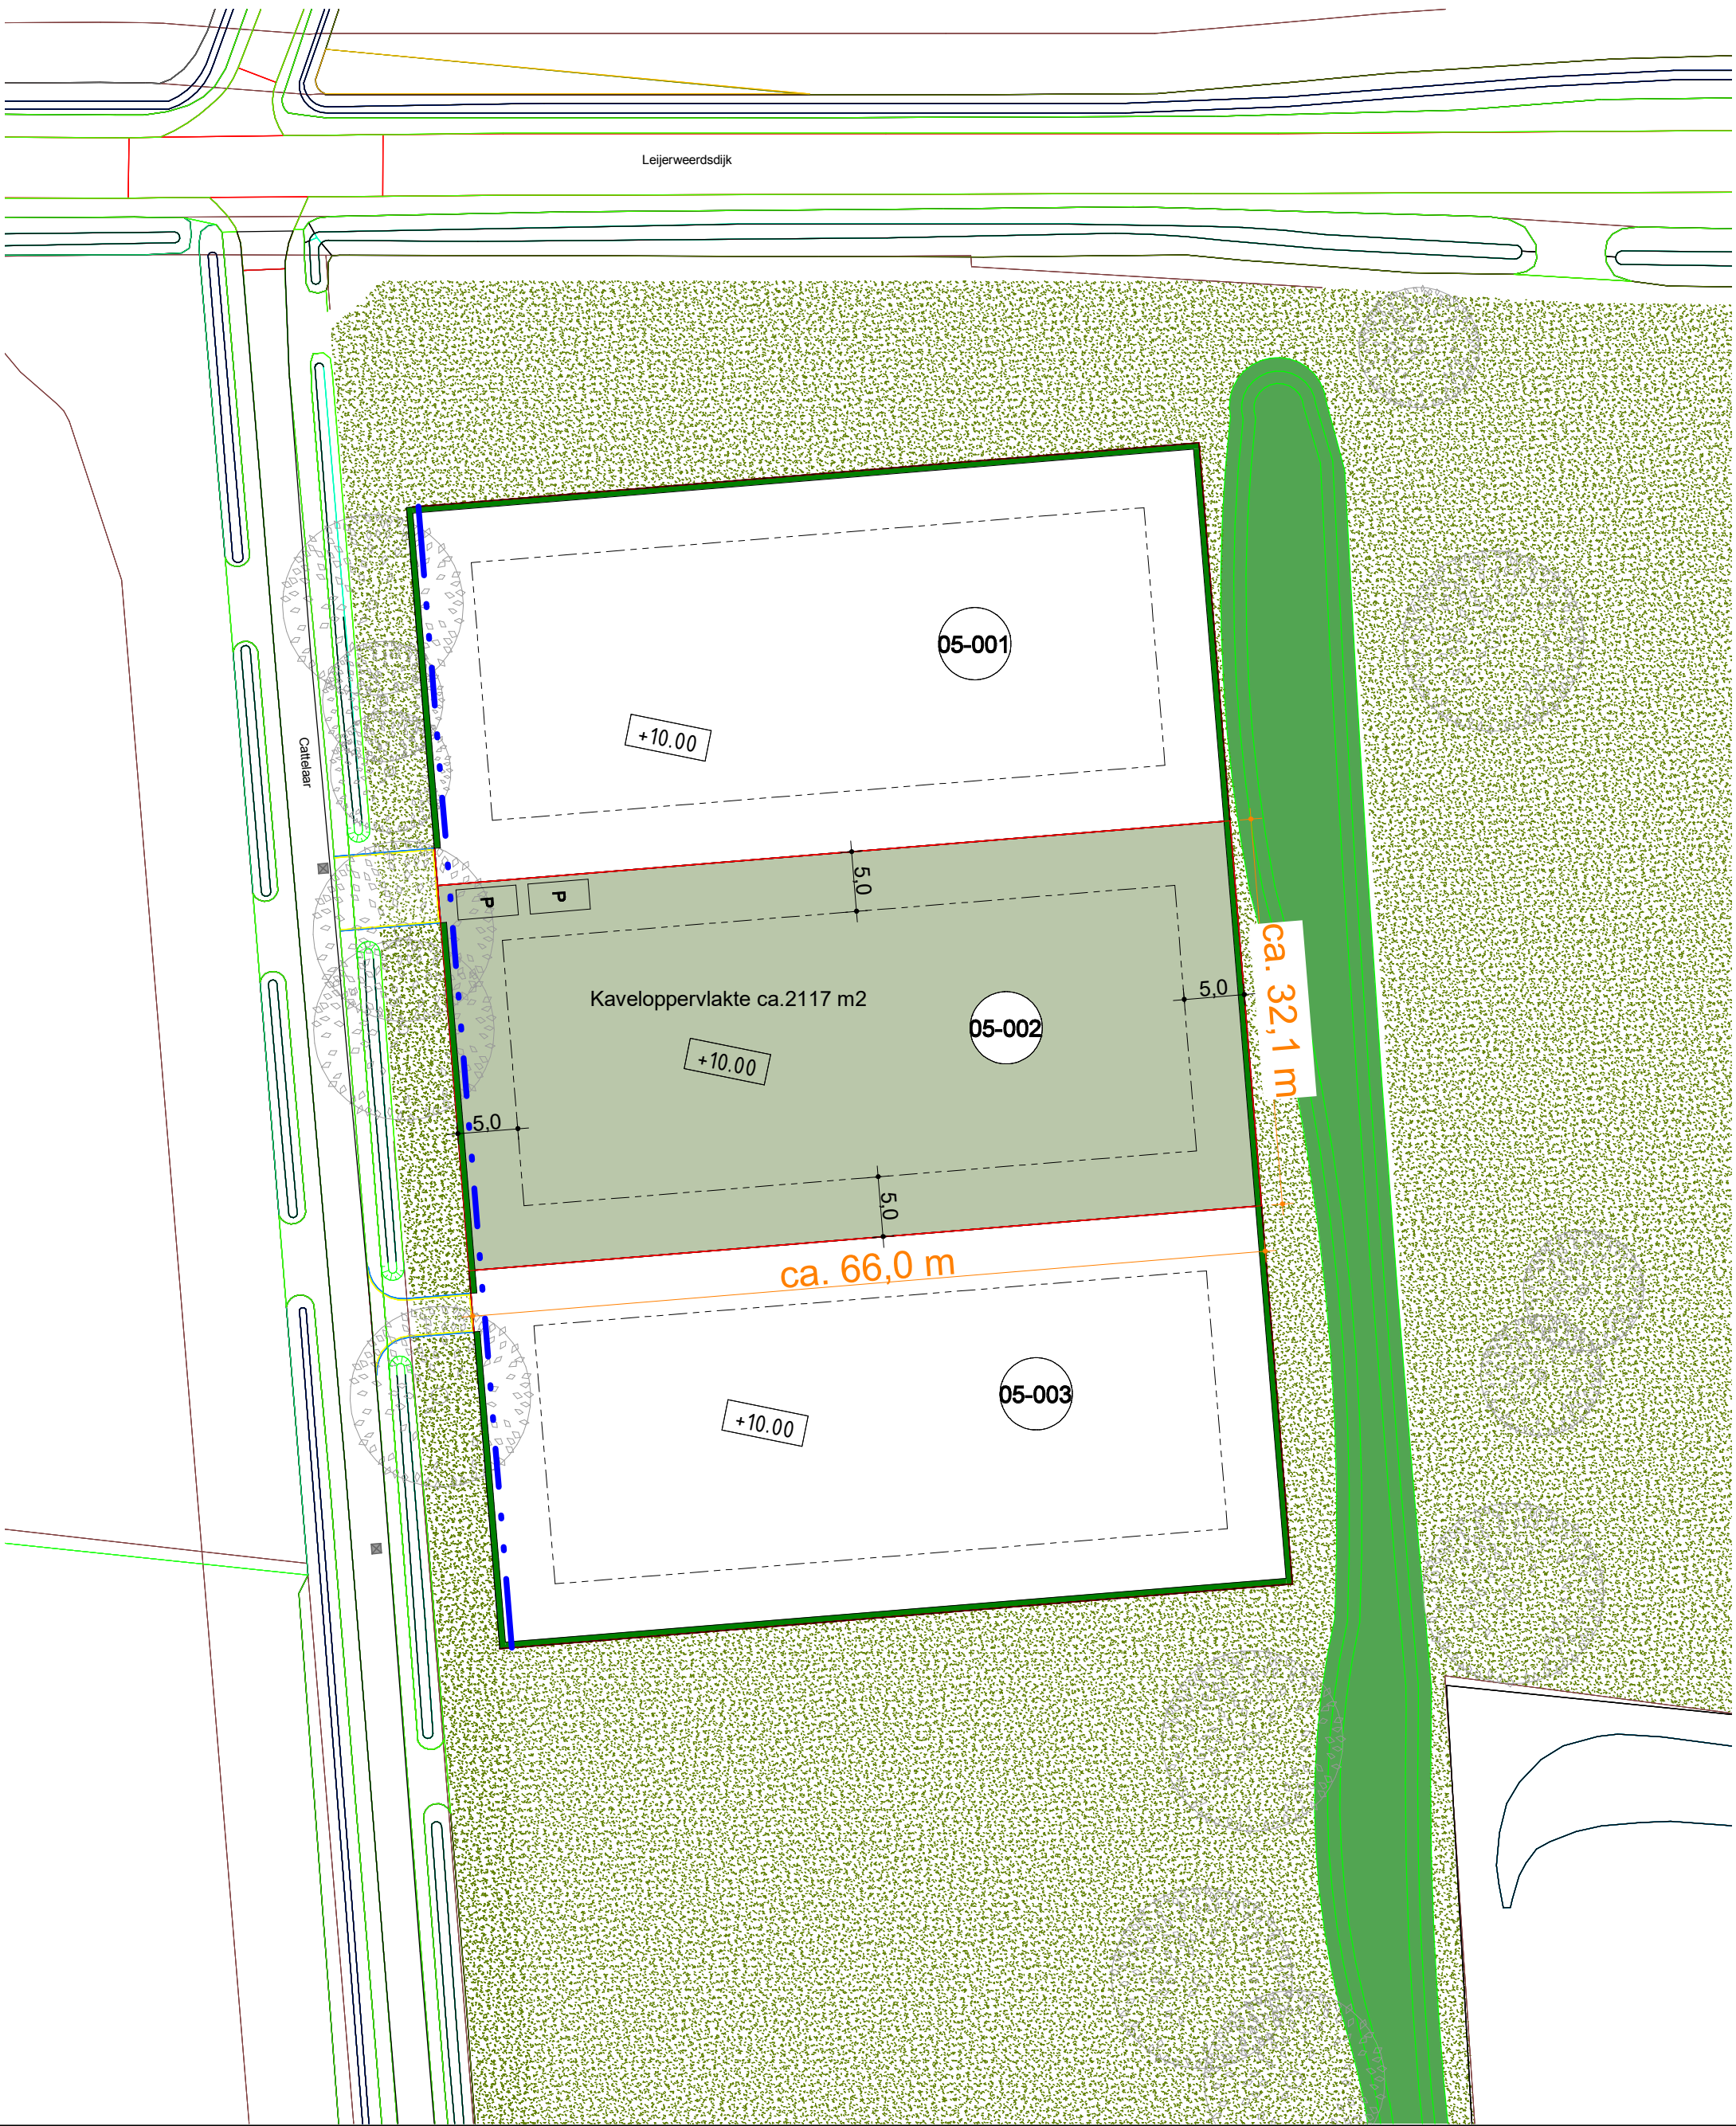 Leijerweerdsdijk
05-001
+10.00
Cattelaar
5,0
P
P
Kaveloppervlakte ca.2117 m2
5,0
ca. 32,1 m
05-002
+10.00
5,0
5,0
ca. 66,0 m
05-003
+10.00